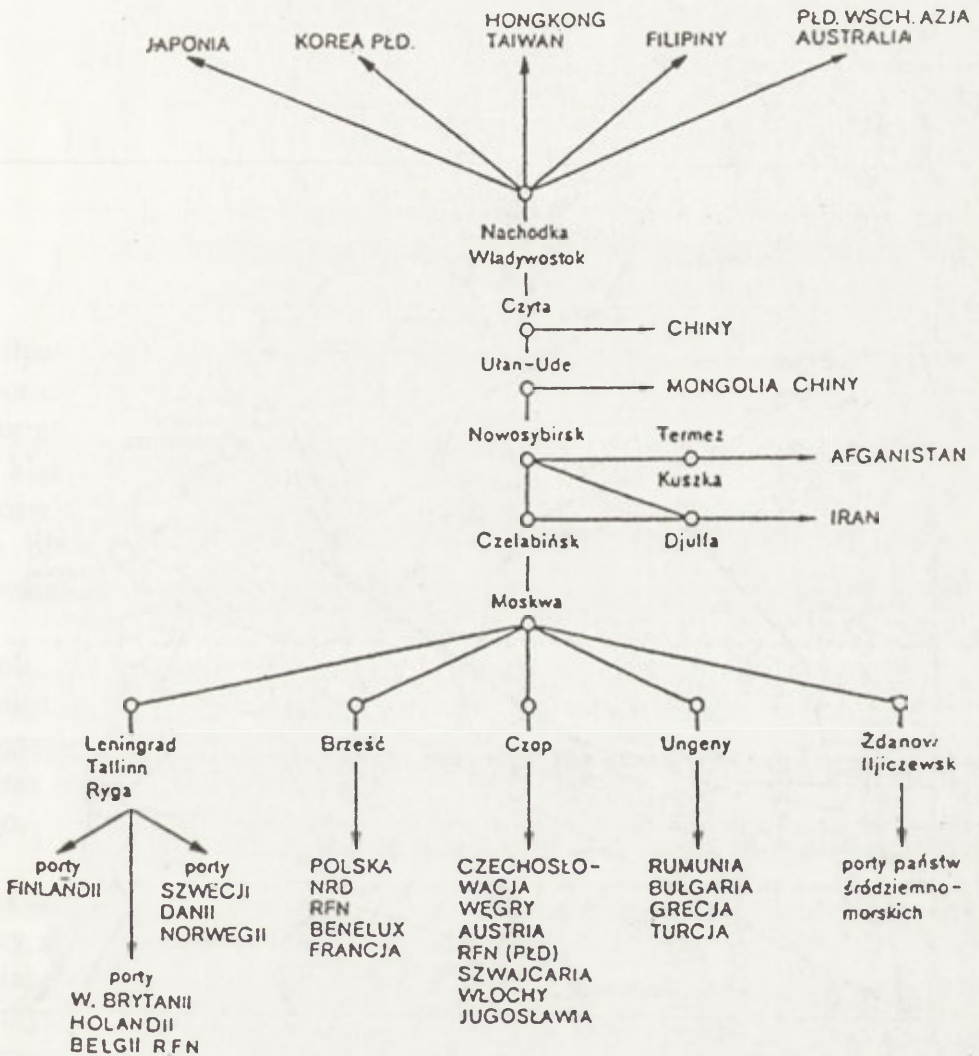 JAPONIA
KOREA PŁD.
HONGKONG
TAIWAN
FILIPINY
PŁD. WSCH. AZJA
AUSTRALIA
Nachodka
Władywostok
Czyta
CHINY
Ułan-Ude
MONGOLIA CHINY
Nowosybirsk
Termez
AFGANISTAN
Kuszka
IRAN
Czelabińsk
Djulfa
Moskwa
Leningrad
Tallinn
Ryga
Brześć
Czop
Ungeny
Żdanow
Iljiczewsk
porty
FINLANDII
porty
SZWECJI
DANII
NORWEGII
porty
W. BRYTANII
HOLANDII
BELGII RFN
POLSKA
NRD
RFN
BENELUX
FRANCJA
CZECHOSŁO-
WACJA
WĘGRY
AUSTRIA
RFN (PŁD)
SZWAJCARIA
WŁOCHY
JUGOSŁAWIA
RUMUNIA
BUŁGARIA
GRECJA
TURCJA
porty państw
śródziemno-
morskich